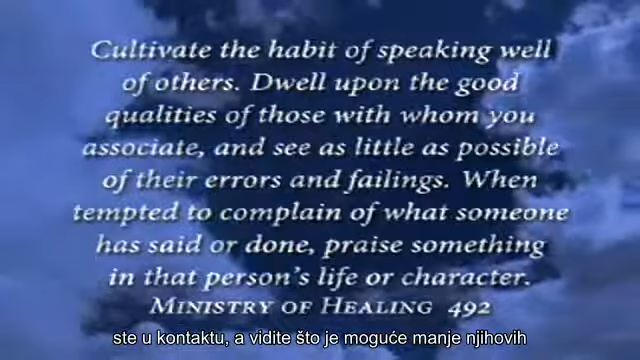 Cultivate the habit of speaking well
of others. Dwell upon the good
qualities of those with whom you
associate, and see as little as possible
of their errors and failings. When
tempted to complain of what someone
has said or done, praise something
in that person's life or character.
MINISTRY OF HEALING 492
ste u kontaktu, a vidite što je moguće manje njihovih